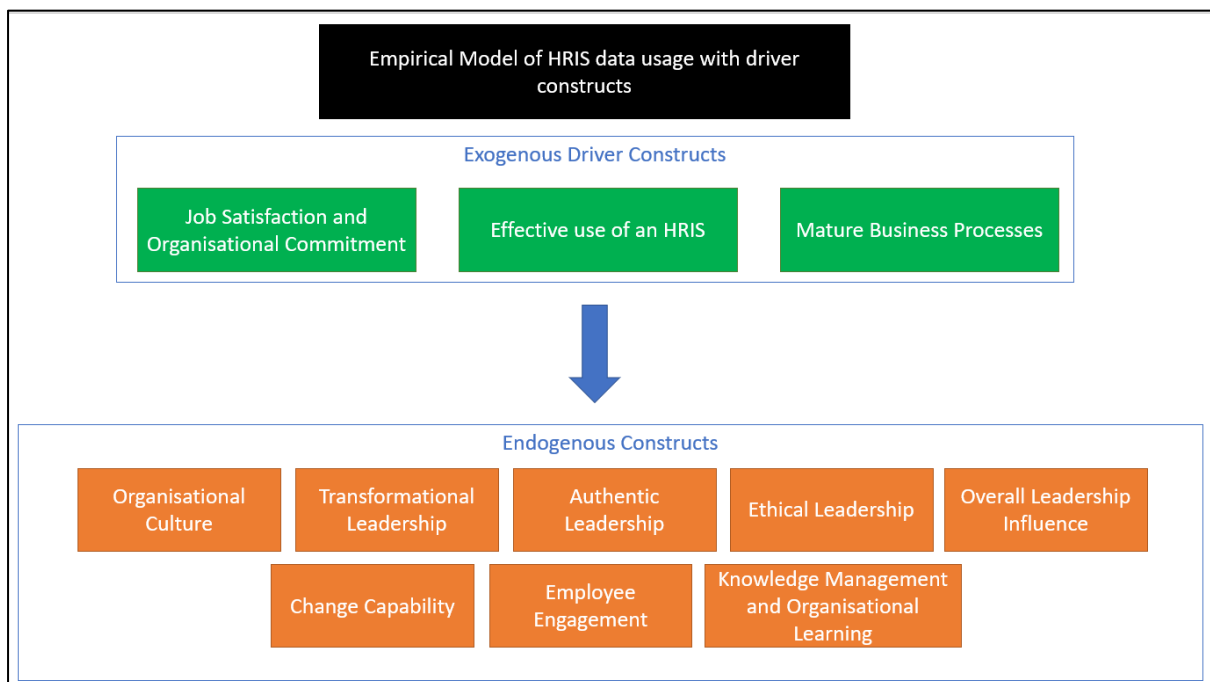 Empirical Model of HRIS data usage with driver
constructs
Exogenous Driver Constructs
Job Satisfaction and
Organisational Commitment
Effective use of an HRIS
Mature Business Processes
Endogenous Constructs
Organisational
Culture
Transformational
Leadership
Authentic
Leadership
Ethical Leadership
Overall Leadership
Influence
Change Capability
Employee
Engagement
Knowledge Management
and Organisational
Learning